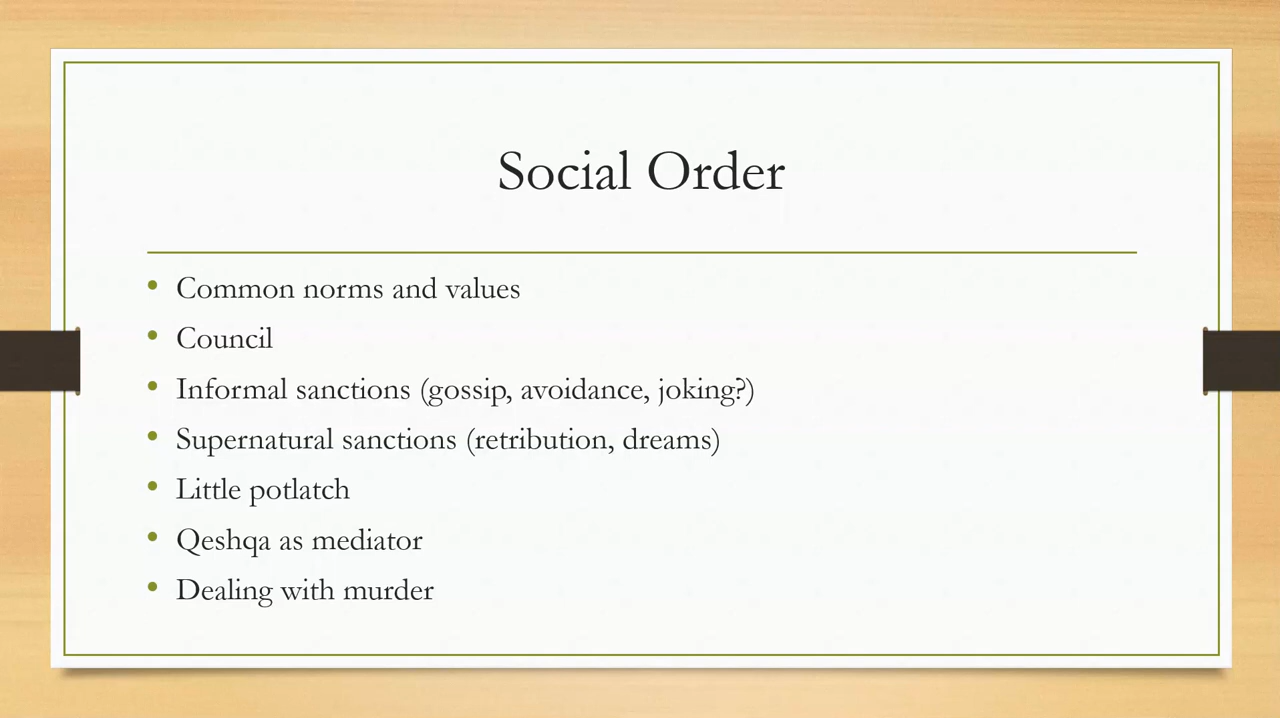 Social Order
• Common norms and values
• Council
• Informal sanctions (gossip, avoidance, joking?)
• Supernatural sanctions (retribution, dreams)
• Little potlatch
• Qeshqa as mediator
• Dealing with murder